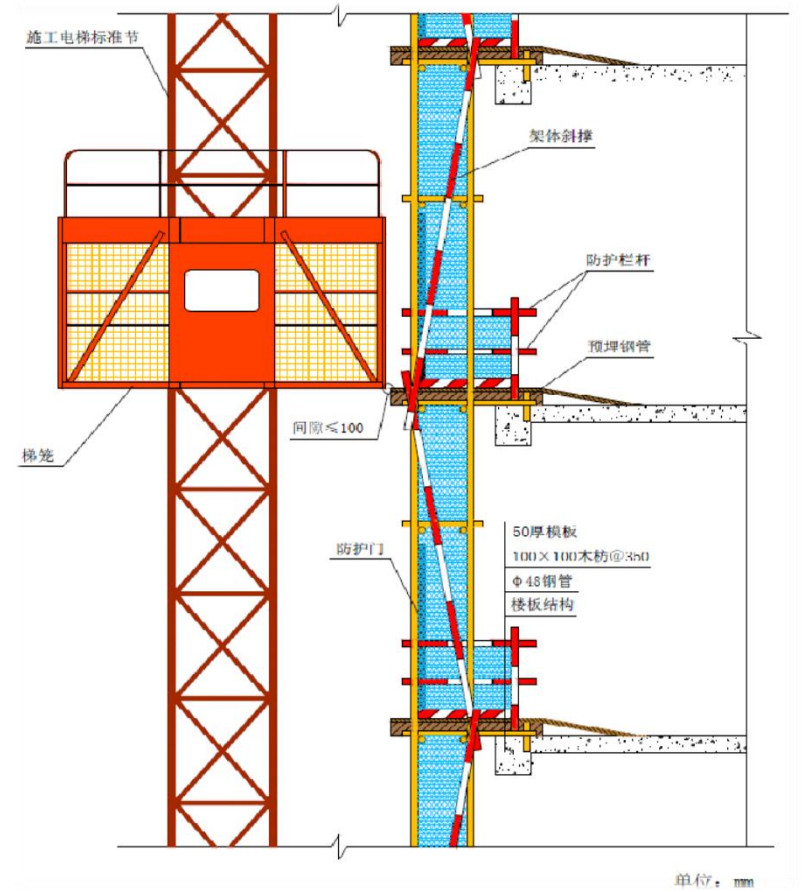 施工电梯标准节
架体斜撑
防护栏杆
预埋钢管
间隙≤100
梯笼
防护门
50厚模板
100×100木枋@350
Φ48钢管
楼板结构
单位：mm